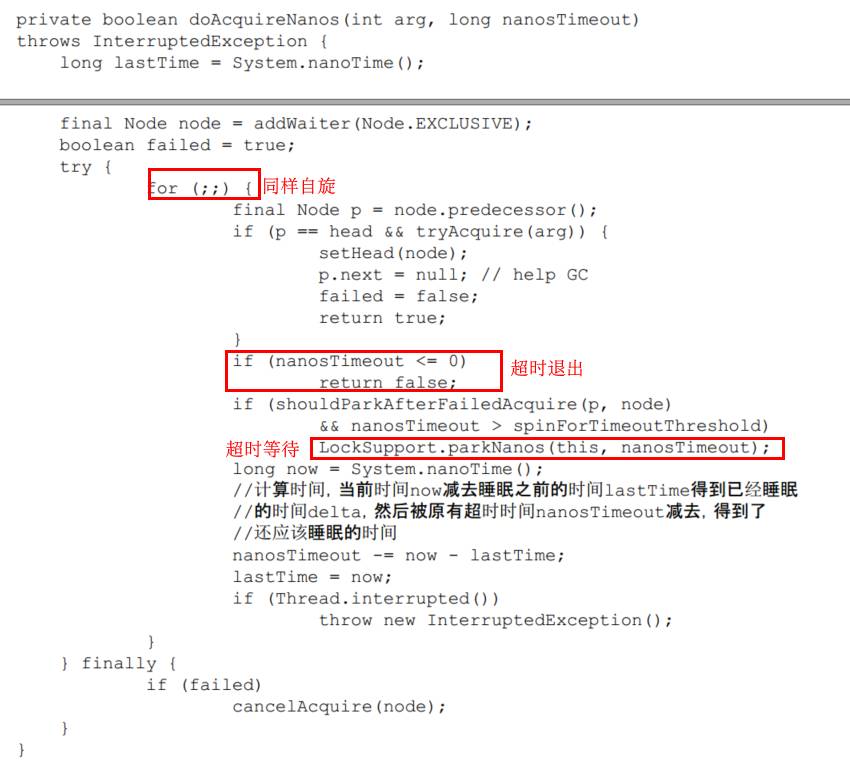 private boolean doAcquireNanos(int arg, long nanosTimeout)
throws InterruptedException {
long lastTime = System.nanoTime();
final Node node = addWaiter(Node.EXCLUSIVE);
boolean failed = true;
try {
for (;;) { 同样自旋
final Node p = node.predecessor();
if (p == head && tryAcquire(arg)) {
setHead(node);
p.next = null; // help GC
failed = false;
return true;
}
if (nanosTimeout <= 0) 超时退出
return false;
if (shouldParkAfterFailedAcquire(p, node)
&& nanosTimeout > spinForTimeoutThreshold)
超时等待 LockSupport.parkNanos(this, nanosTimeout);
long now = System.nanoTime();
//计算时间，当前时间now减去睡眠之前的时间lastTime得到已经睡眠
//的时间delta，然后被原有超时时间nanosTimeout减去，得到了
//还应该睡眠的时间
nanosTimeout -= now - lastTime;
lastTime = now;
if (Thread.interrupted())
throw new InterruptedException();
}
} finally {
if (failed)
cancelAcquire(node);
}
}